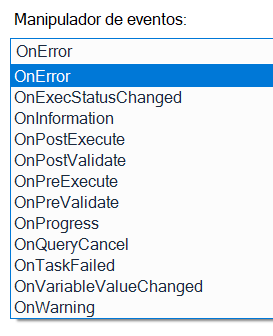 Manipulador de eventos:
OnError
OnError
OnExecStatusChanged
OnInformation
OnPostExecute
OnPostValidate
OnPreExecute
OnPreValidate
OnProgress
OnQueryCancel
OnTaskFailed
OnVariableValueChanged
OnWarning